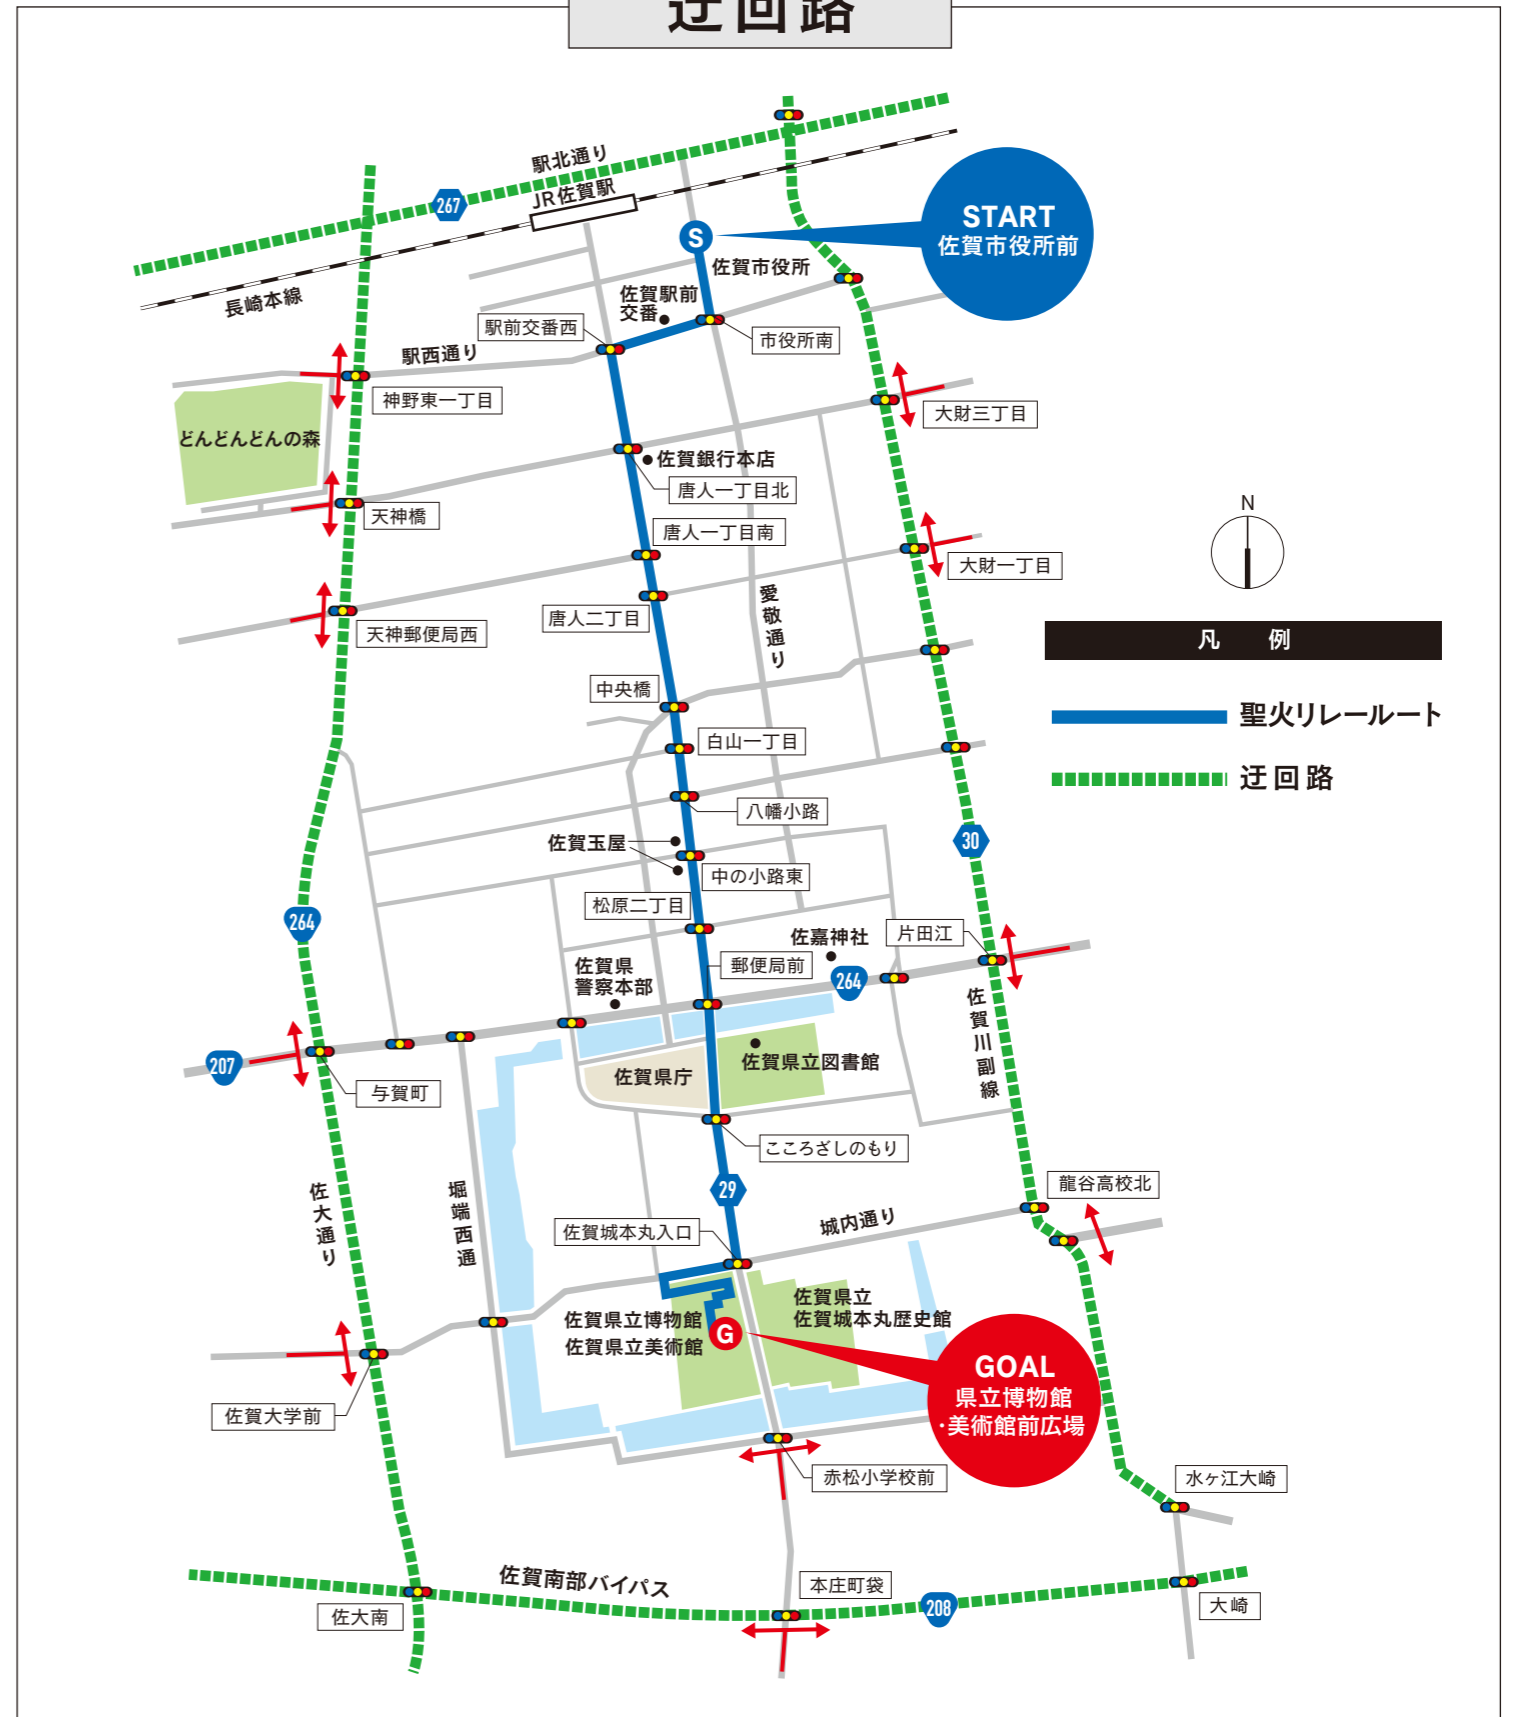 迂回路
駅北通り
267
JR佐賀駅
長崎本線
S
START
佐賀市役所前
佐賀市役所
佐賀駅前
交番
駅前交番西
市役所南
駅西通り
神野東一丁目
大財三丁目
どんどんどんの森
佐賀銀行本店
唐人一丁目北
天神橋
唐人一丁目南
N
大財一丁目
愛敬通り
唐人二丁目
天神郵便局西
凡 例
中央橋
聖火リレールート
白山一丁目
迂回路
八幡小路
佐賀玉屋
30
中の小路東
松原二丁目
264
佐嘉神社
片田江
郵便局前
佐賀県
警察本部
264
佐賀川副線
207
佐賀県立図書館
佐賀県庁
与賀町
こころざしのもり
29
龍谷高校北
佐大通り
堀端西通
城内通り
佐賀城本丸入口
佐賀県立
佐賀城本丸歴史館
佐賀県立博物館
佐賀県立美術館
G
GOAL
県立博物館
・美術館前広場
佐賀大学前
赤松小学校前
水ヶ江大崎
佐賀南部バイパス
本庄町袋
208
佐大南
大崎